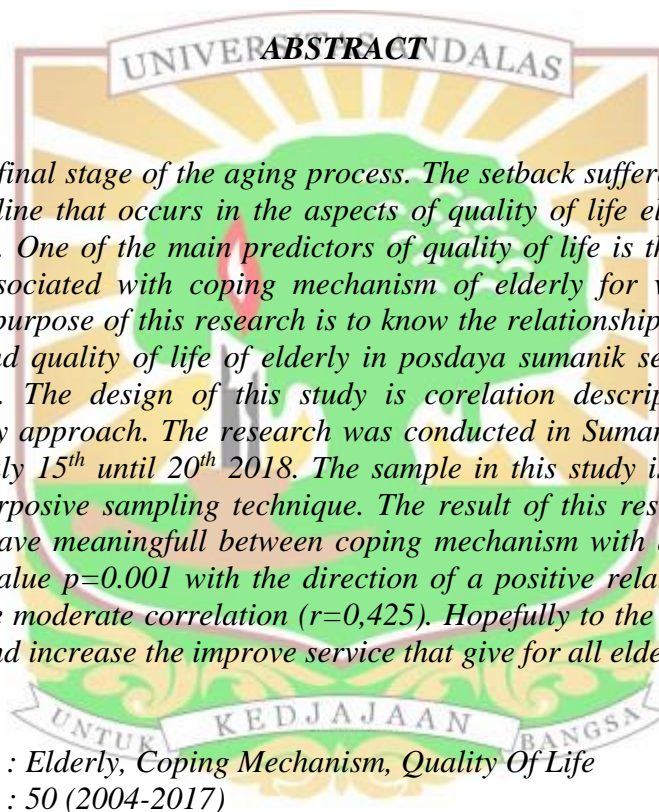 UNIVERSITAS ANDALAS
ABSTRACT
final stage of the aging process. The setback suffere
line that occurs in the aspects of quality of life el
. One of the main predictors of quality of life is th
sociated with coping mechanism of elderly for
purpose of this research is to know the relationship
nd quality of life of elderly in posdaya sumanik se
. The design of this study is corelation descrip
y approach. The research was conducted in Suman
uly 15th until 20th 2018. The sample in this study i
rposive sampling technique. The result of this res
ave meaningfull between coping mechanism with
alue p=0.001 with the direction of a positive rela
e moderate correlation (r=0,425). Hopefully to the
nd increase the improve service that give for all elde
UNTUK KEDJAJAAN BANGSA
: Elderly, Coping Mechanism, Quality Of Life
: 50 (2004-2017)